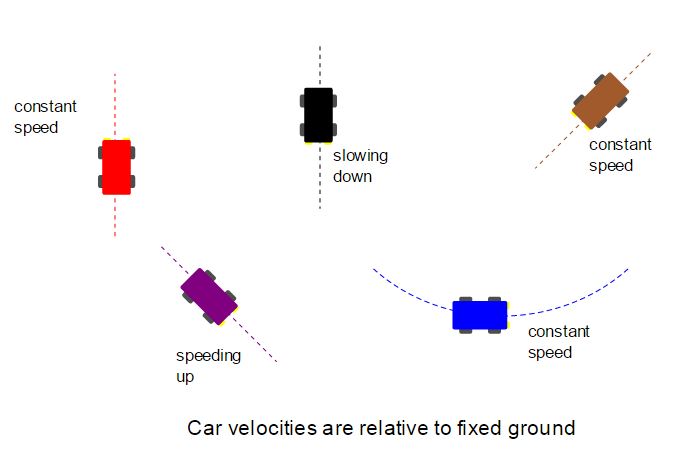 constant
speed
slowing
down
constant
speed
speeding
up
constant
speed
Car velocities are relative to fixed ground